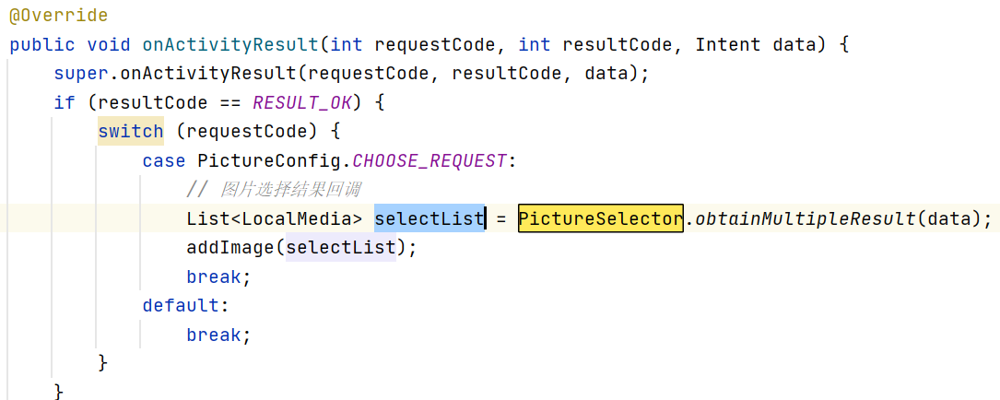 @Override
public void onActivityResult(int requestCode, int resultCode, Intent data) {
super.onActivityResult(requestCode, resultCode, data);
if (resultCode == RESULT_OK) {
switch (requestCode) {
case PictureConfig.CHOOSE_REQUEST:
// 图片选择结果回调
List<LocalMedia> selectList = PictureSelector.obtainMultipleResult(data);
addImage(selectList);
break;
default:
break;
}
}